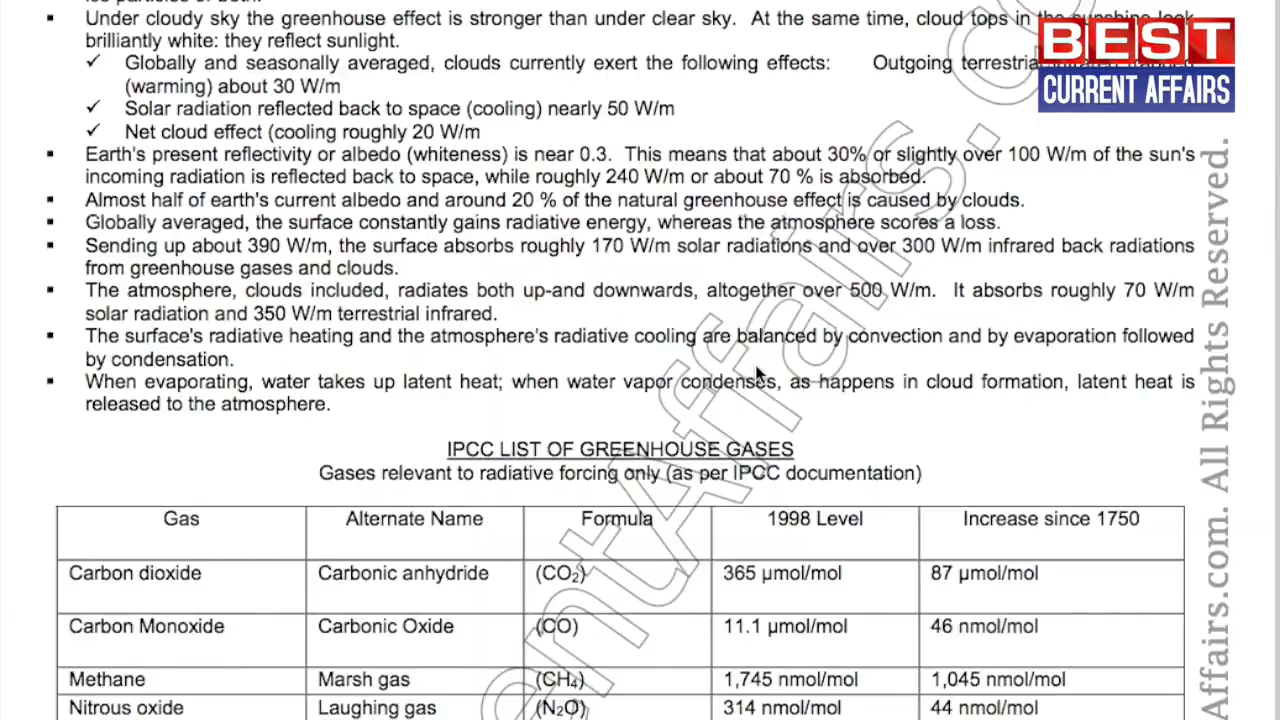 Under cloudy sky the greenhouse effect is stronger than under clear sky. At the same time, cloud tops in the sunshine look
brilliantly white: they reflect sunlight.
Globally and seasonally averaged, clouds currently exert the following effects: Outgoing terrestrial
(warming) about 30 W/m
Solar radiation reflected back to space (cooling) nearly 50 W/m
Net cloud effect (cooling roughly 20 W/m
Earth's present reflectivity or albedo (whiteness) is near 0.3. This means that about 30% or slightly over 100 W/m of the sun's
incoming radiation is reflected back to space, while roughly 240 W/m or about 70 % is absorbed.
Almost half of earth's current albedo and around 20 % of the natural greenhouse effect is caused by clouds.
Globally averaged, the surface constantly gains radiative energy, whereas the atmosphere scores a loss.
Sending up about 390 W/m, the surface absorbs roughly 170 W/m solar radiations and over 300 W/m infrared back radiations
from greenhouse gases and clouds.
The atmosphere, clouds included, radiates both up-and downwards, altogether over 500 W/m. It absorbs roughly 70 W/m
solar radiation and 350 W/m terrestrial infrared.
The surface's radiative heating and the atmosphere's radiative cooling are balanced by convection and by evaporation followed
by condensation.
When evaporating, water takes up latent heat; when water vapor condenses, as happens in cloud formation, latent heat is
released to the atmosphere.
IPCC LIST OF GREENHOUSE GASES
Gases relevant to radiative forcing only (as per IPCC documentation)
Gas Alternate Name Formula 1998 Level Increase since 1750
Carbon dioxide Carbonic anhydride (CO₂) 365 µmol/mol 87 µmol/mol
Carbon Monoxide Carbonic Oxide (CO) 11.1 µmol/mol 46 nmol/mol
Methane Marsh gas (CH₄) 1,745 nmol/mol 1,045 nmol/mol
Nitrous oxide Laughing gas (N₂O) 314 nmol/mol 44 nmol/mol
BEST
CURRENT AFFAIRS
entAffairs.co
Affairs.com. All Rights Reserved.